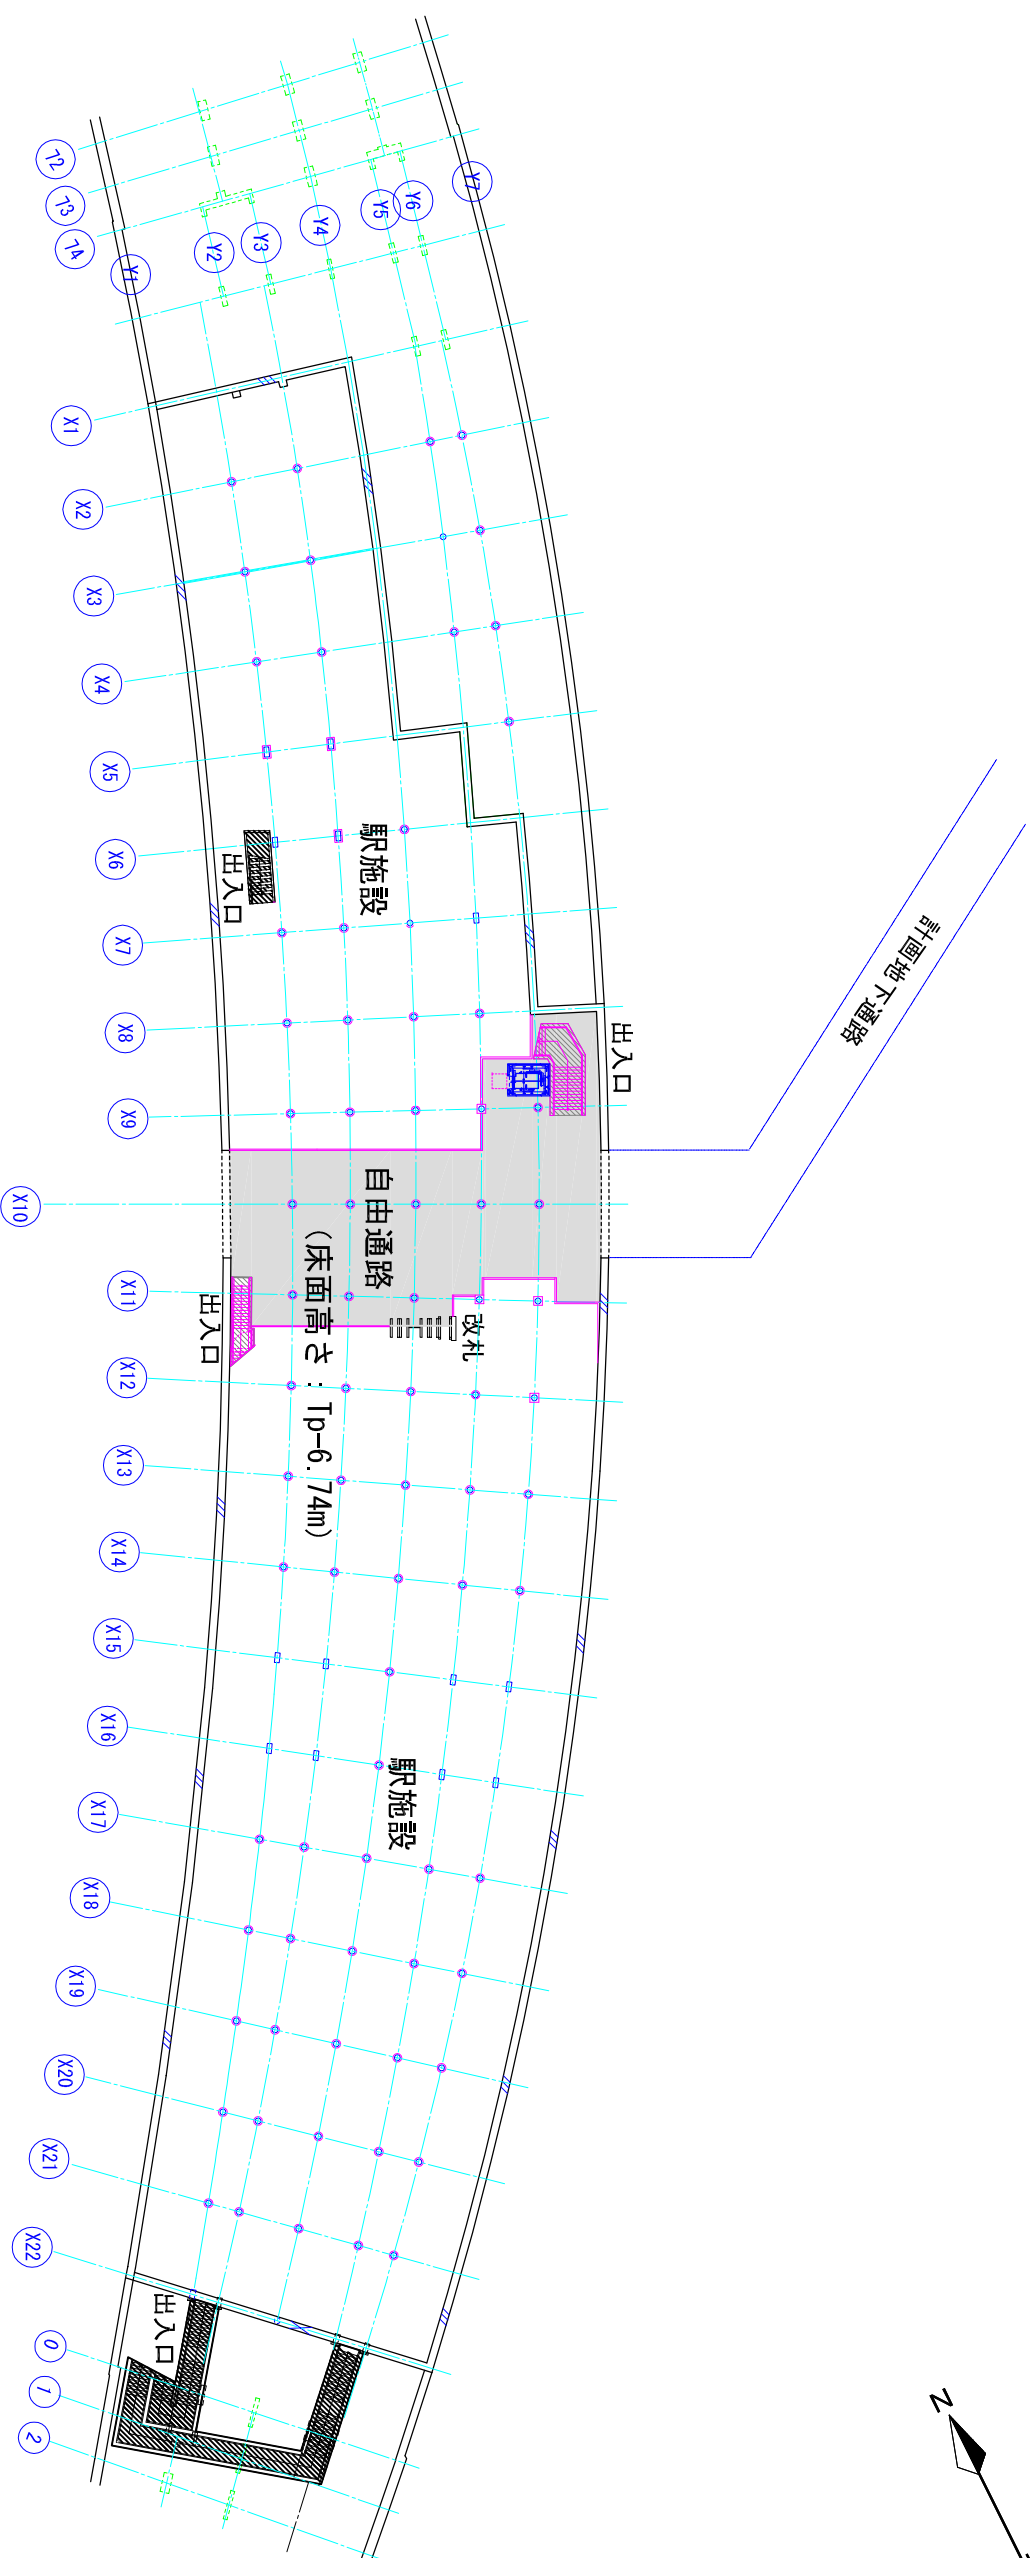 72
73
74
Y1
Y2
Y3
Y4
Y5
Y6
Y7
X1
X2
X3
X4
X5
X6
X7
X8
X9
X10
X11
X12
X13
X14
X15
X16
X17
X18
X19
X20
X21
X22
0
1
2
駅施設
出入口
出入口
計画地下通路
自由通路
(床面高さ:Tp-6.74m)
改札
出入口
駅施設
出入口
N